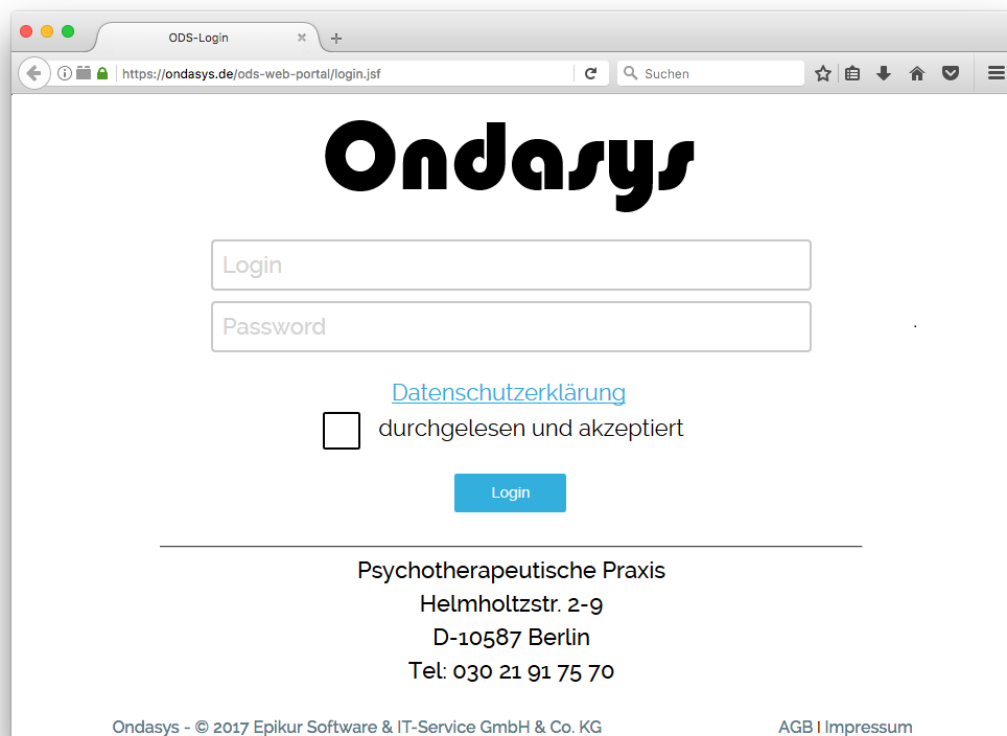 ODS-Login
https://ondasys.de/ods-web-portal/login.jsf
Suchen
Ondasys
Login
Password
Datenschutzerklärung
durchgelesen und akzeptiert
Login
Psychotherapeutische Praxis
Helmholtzstr. 2-9
D-10587 Berlin
Tel: 030 21 91 75 70
Ondasys - © 2017 Epikur Software & IT-Service GmbH & Co. KG
AGB | Impressum